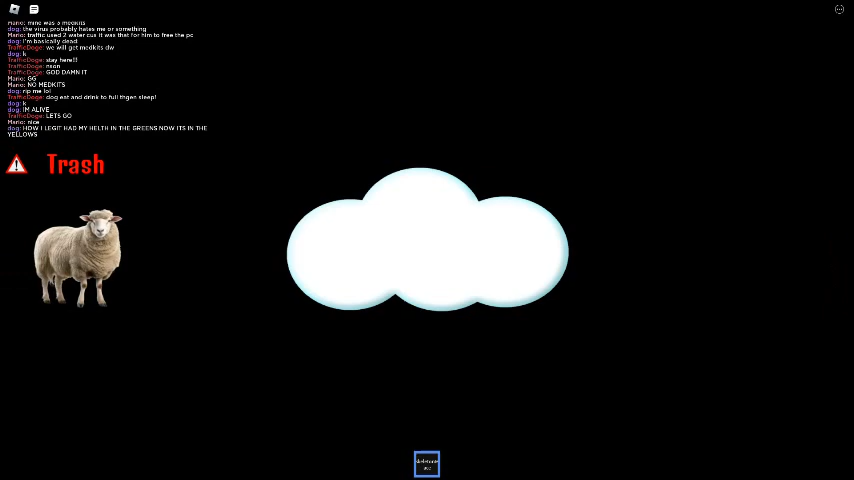 Mario: mine was 3 medkits
dog: the virus probably hates me or something
Mario: traffic used 2 water cus it was that for him to free the pc
dog: i'm basically dead
TrafficDoge: we will get medkits dw
dog: k
TrafficDoge: stay here!!!
TrafficDoge: nson
TrafficDoge: GOD DAMN IT
Mario: GG
Mario: NO MEDKITS
dog: rip me lol
TrafficDoge: dog eat and drink to full thgen sleep!
dog: k
dog: IM ALIVE
TrafficDoge: LETS GO
Mario: nice
dog: HOW I LEGIT HAD MY HELTH IN THE GREENS NOW ITS IN THE
YELLOWS
Trash